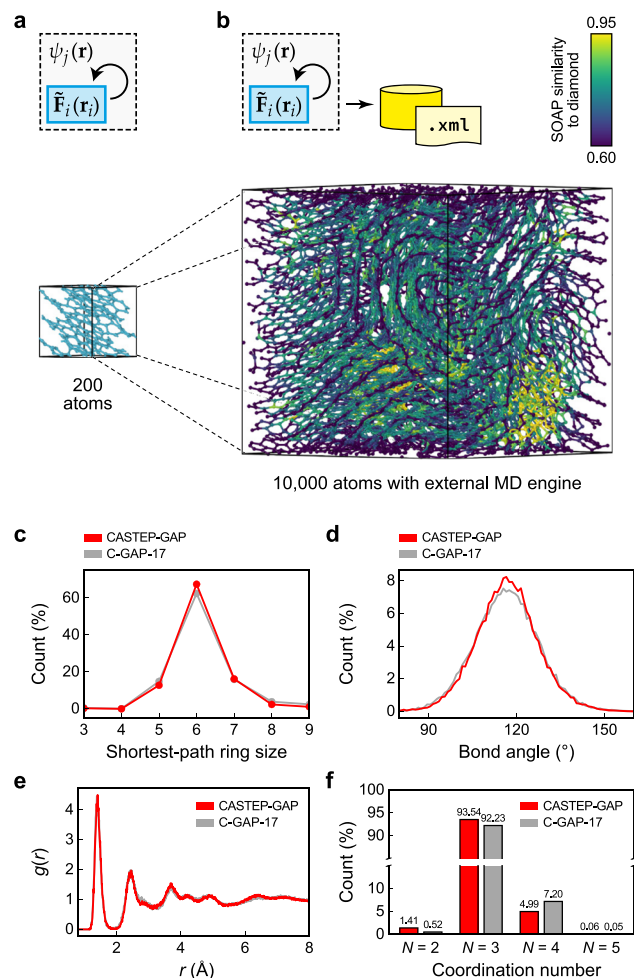 a
b
ψj(r)
F̃i(ri)
ψj(r)
F̃i(ri)
.xml
0.95
SOAP similarity
to diamond
0.60
200
atoms
10,000 atoms with external MD engine
c
CASTEP-GAP
C-GAP-17
Count (%)
60
40
20
0
3 4 5 6 7 8 9
Shortest-path ring size
d
CASTEP-GAP
C-GAP-17
Count (%)
8
6
4
2
0
90 120 150
Bond angle (°)
e
CASTEP-GAP
C-GAP-17
g(r)
5
4
3
2
1
0
2 4 6 8
r (Å)
f
CASTEP-GAP
C-GAP-17
Count (%)
100
95
90
10
5
0
1.41 0.52
93.54 92.23
4.99 7.20
0.06 0.05
N = 2 N = 3 N = 4 N = 5
Coordination number